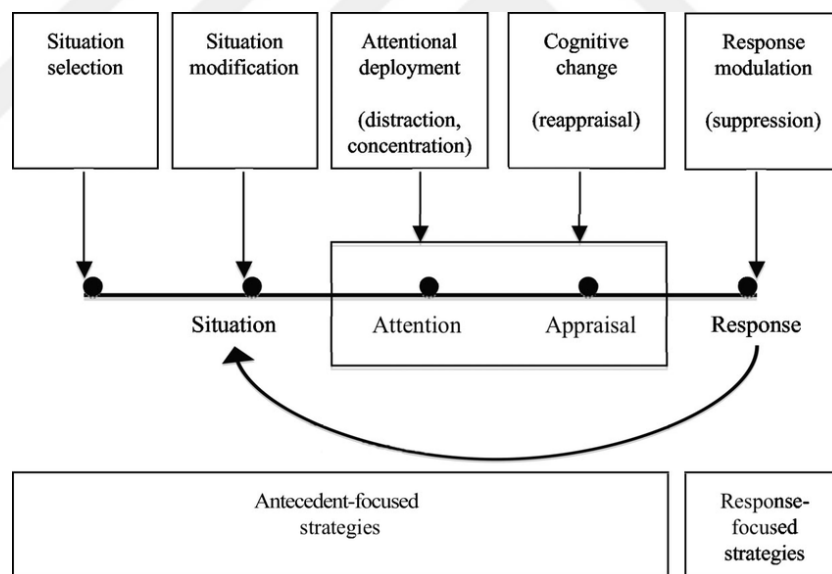 Situation
selection
Situation
modification
Attentional
deployment
(distraction,
concentration)
Cognitive
change
(reappraisal)
Response
modulation
(suppression)
Situation
Attention
Appraisal
Response
Antecedent-focused
strategies
Response-
focused
strategies